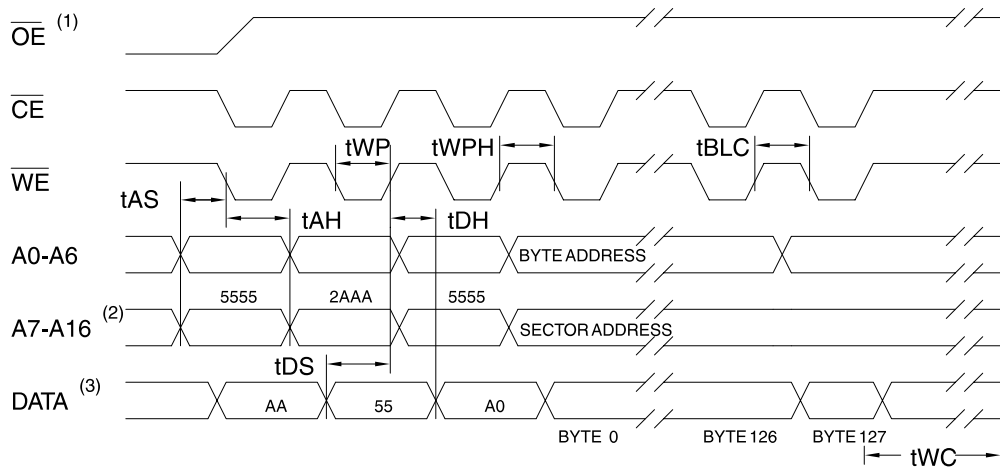 OE (1)
CE
tWP tWPH tBLC
WE
tAS
tAH tDH
A0-A6 BYTE ADDRESS
5555 2AAA 5555
A7-A16 (2) SECTOR ADDRESS
tDS
DATA (3) AA 55 A0
BYTE 0 BYTE 126 BYTE 127
tWC